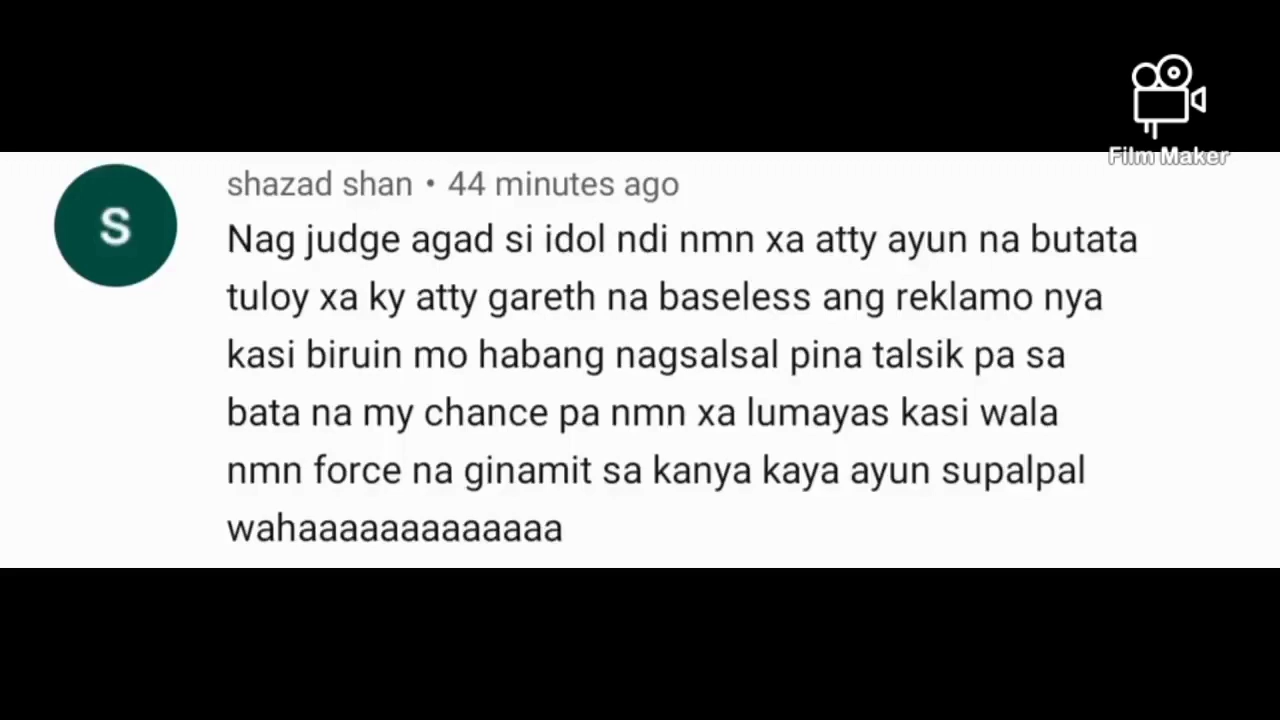 Film Maker
shazad shan • 44 minutes ago
S
Nag judge agad si idol ndi nmn xa atty ayun na butata
tuloy xa ky atty gareth na baseless ang reklamo nya
kasi biruin mo habang nagsalsal pina talsik pa sa
bata na my chance pa nmn xa lumayas kasi wala
nmn force na ginamit sa kanya kaya ayun supalpal
wahaaaaaaaaaaaaa